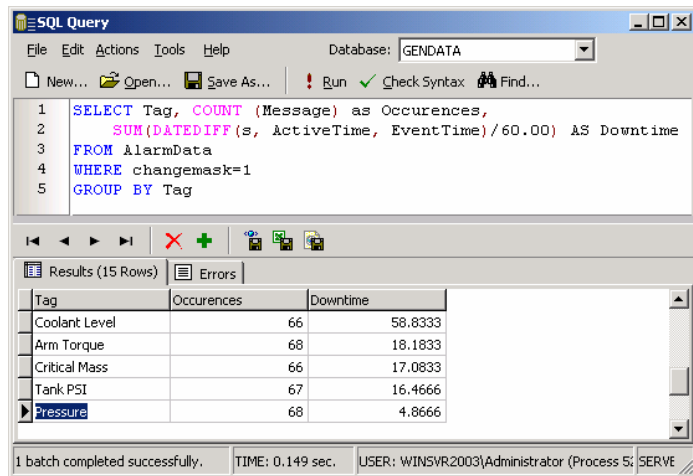 SQL Query
File Edit Actions Tools Help Database: GENDATA
New... Open... Save As... Run Check Syntax Find...
1 SELECT Tag, COUNT (Message) as Occurences,
2 SUM(DATEDIFF(s, ActiveTime, EventTime)/60.00) AS Downtime
3 FROM AlarmData
4 WHERE changemask=1
5 GROUP BY Tag
Results (15 Rows) Errors
Tag Occurences Downtime
Coolant Level 66 58.8333
Arm Torque 68 18.1833
Critical Mass 66 17.0833
Tank PSI 67 16.4666
Pressure 68 4.8666
1 batch completed successfully. TIME: 0.149 sec. USER: WINSVR2003\Administrator (Process 52 SERVE